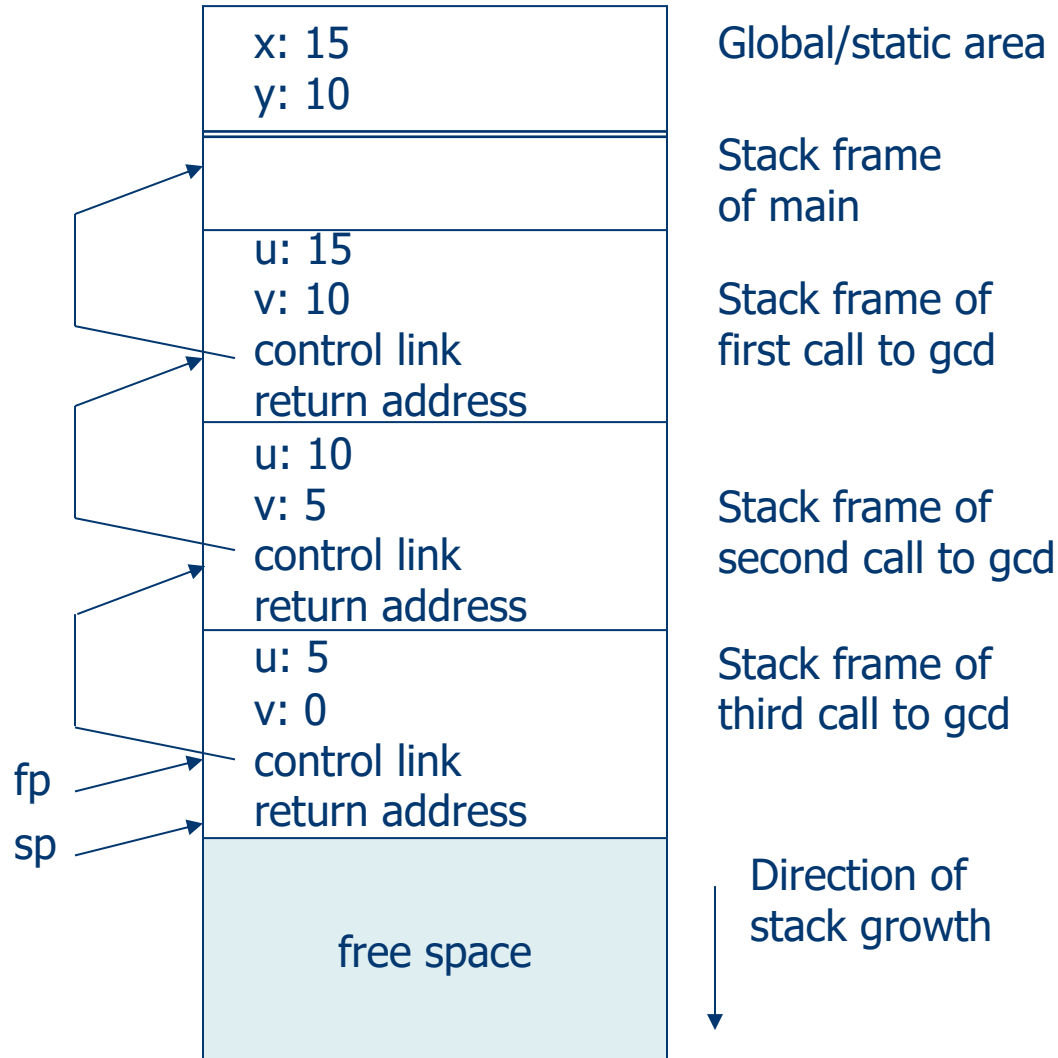 x: 15
y: 10
Global/static area
Stack frame
of main
u: 15
v: 10
control link
return address
Stack frame of
first call to gcd
u: 10
v: 5
control link
return address
Stack frame of
second call to gcd
u: 5
v: 0
control link
return address
Stack frame of
third call to gcd
fp
sp
free space
Direction of
stack growth